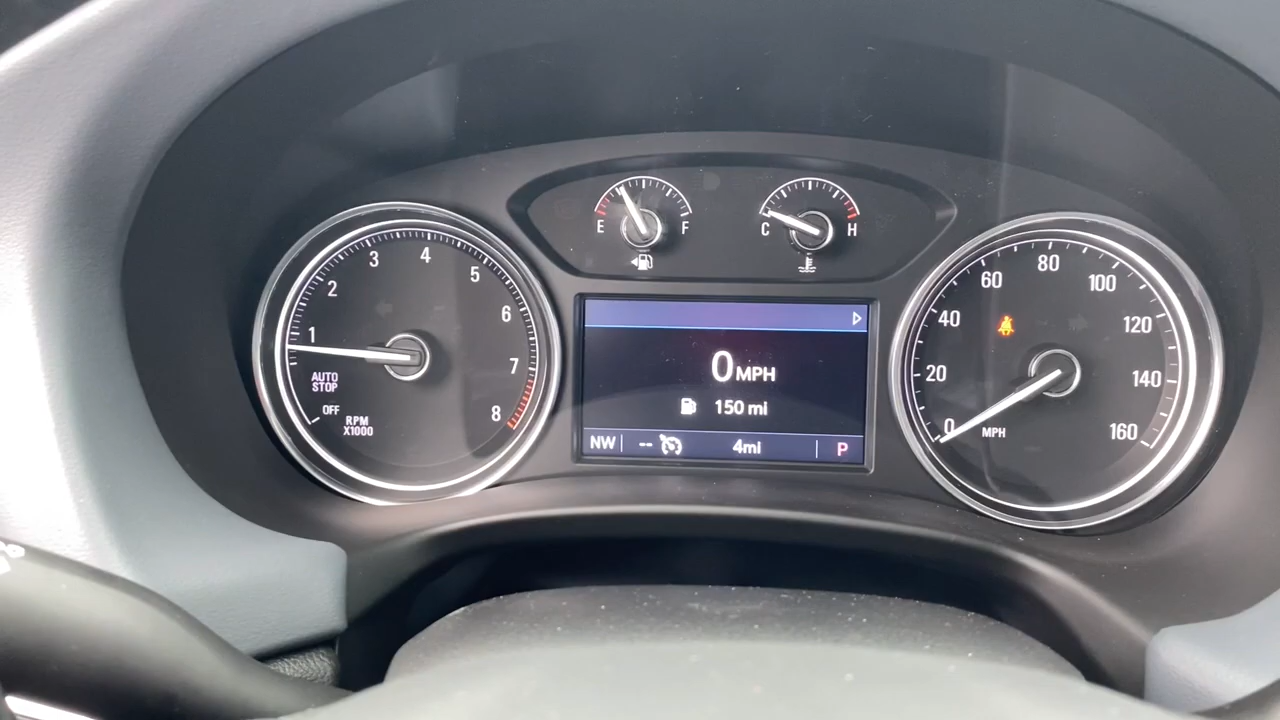 E F
C H
1 2 3 4 5 6 7 8
AUTO
STOP
OFF
RPM
X1000
0 MPH
150 mi
NW -- 4mi P
0 20 40 60 80 100 120 140 160
MPH